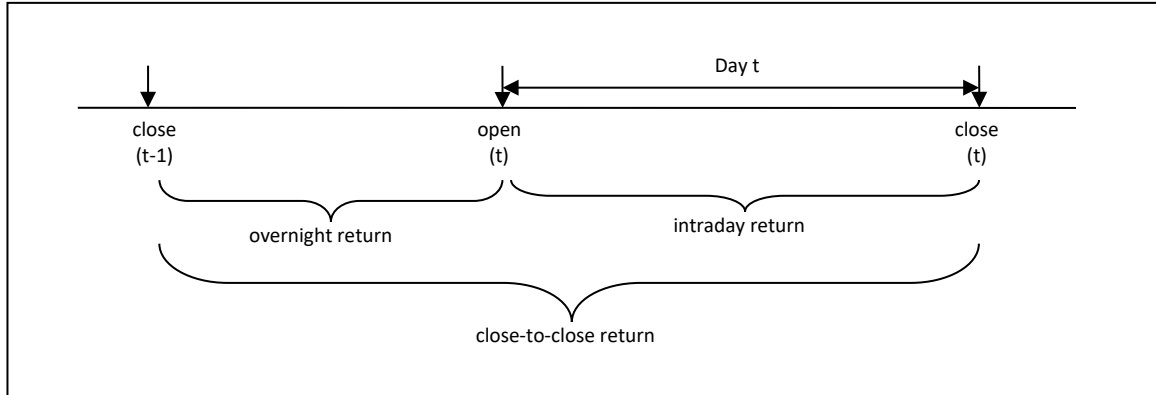 Day t
close
(t-1)
open
(t)
close
(t)
overnight return
intraday return
close-to-close return